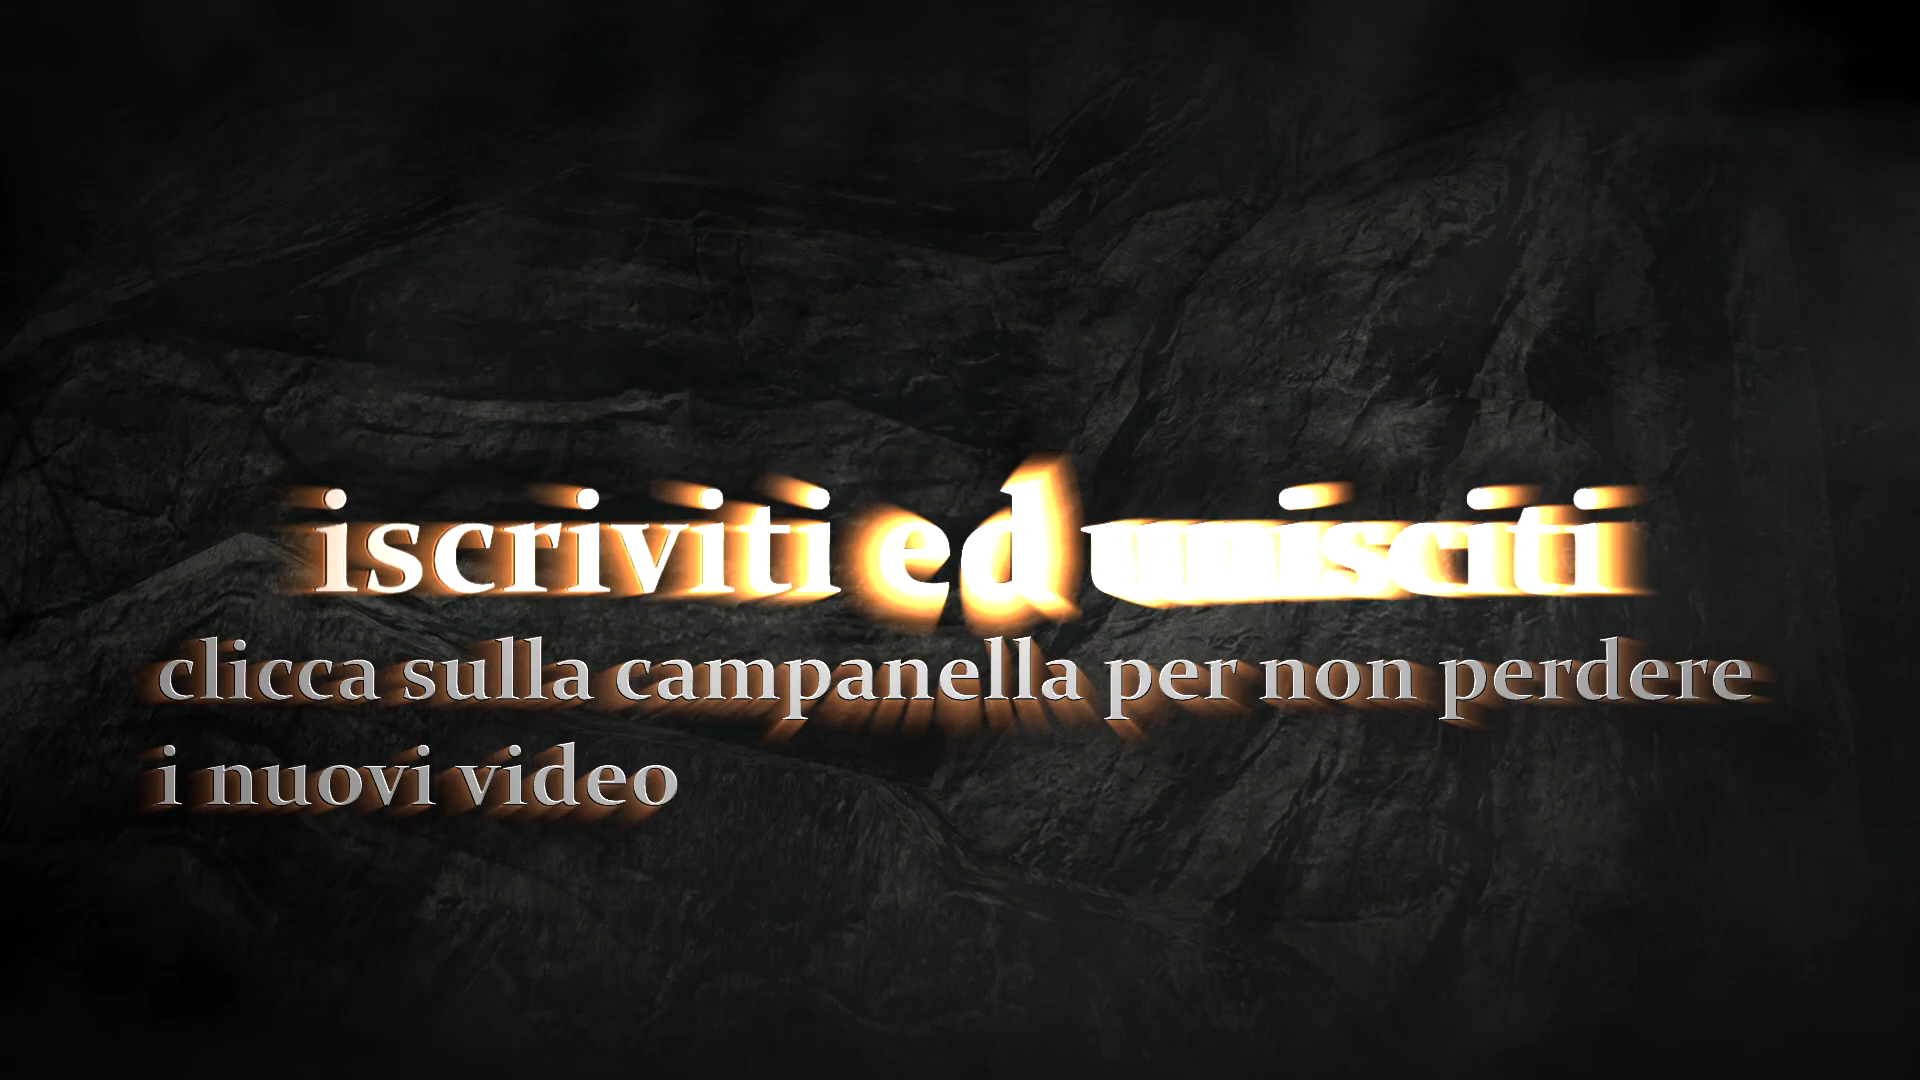 iscriviti ed unisciti
clicca sulla campanella per non perdere
i nuovi video